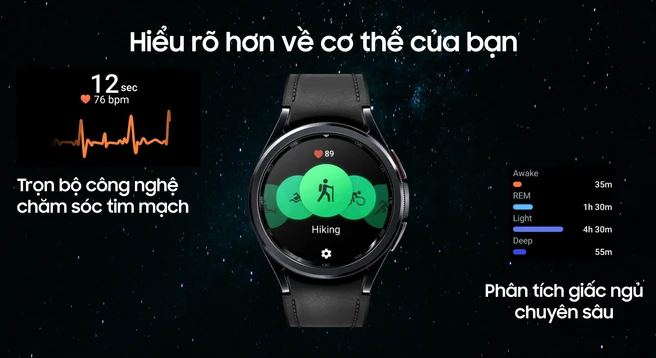 Hiểu rõ hơn về cơ thể của bạn
12 sec
76 bpm
Trọn bộ công nghệ
chăm sóc tim mạch
89
Hiking
Awake
35m
REM
1h 30m
Light
4h 30m
Deep
55m
Phân tích giấc ngủ
chuyên sâu